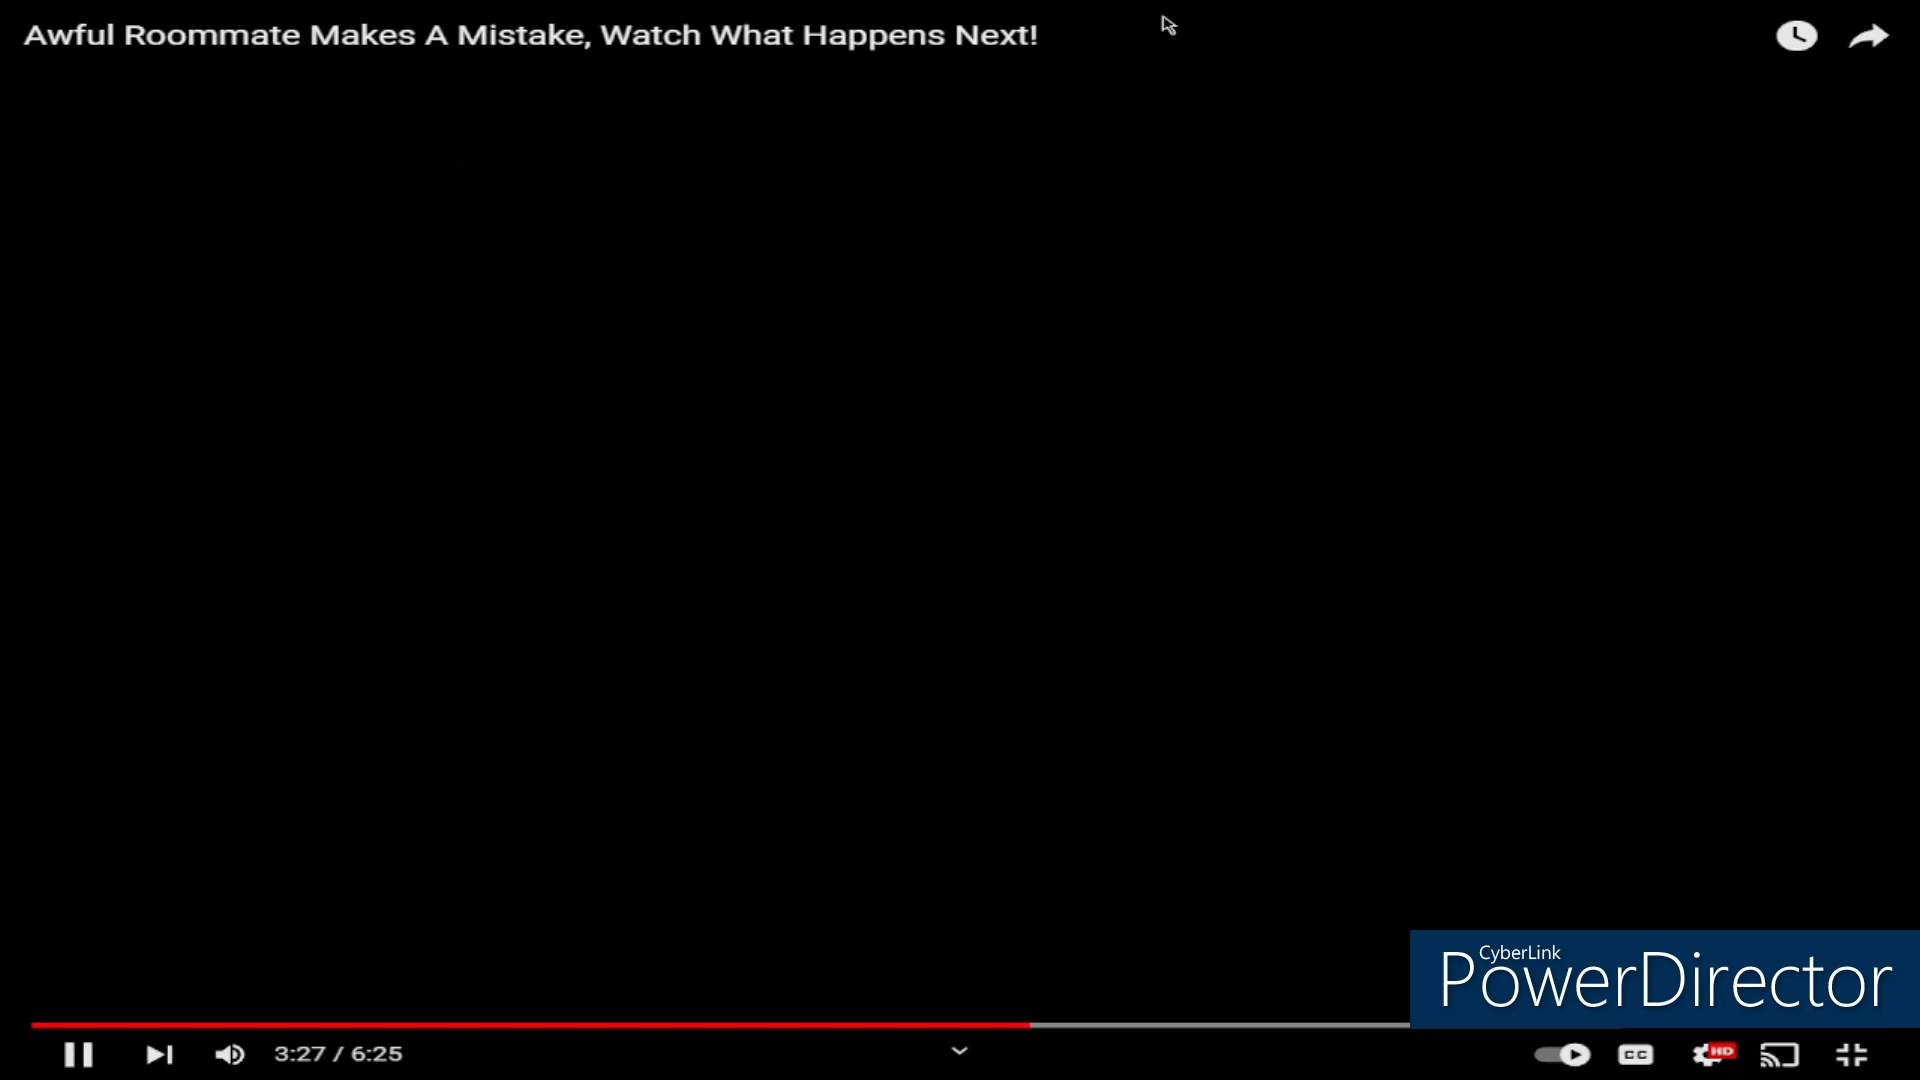 Awful Roommate Makes A Mistake, Watch What Happens Next!
CyberLink
PowerDirector
3:27 / 6:25
CC
HD